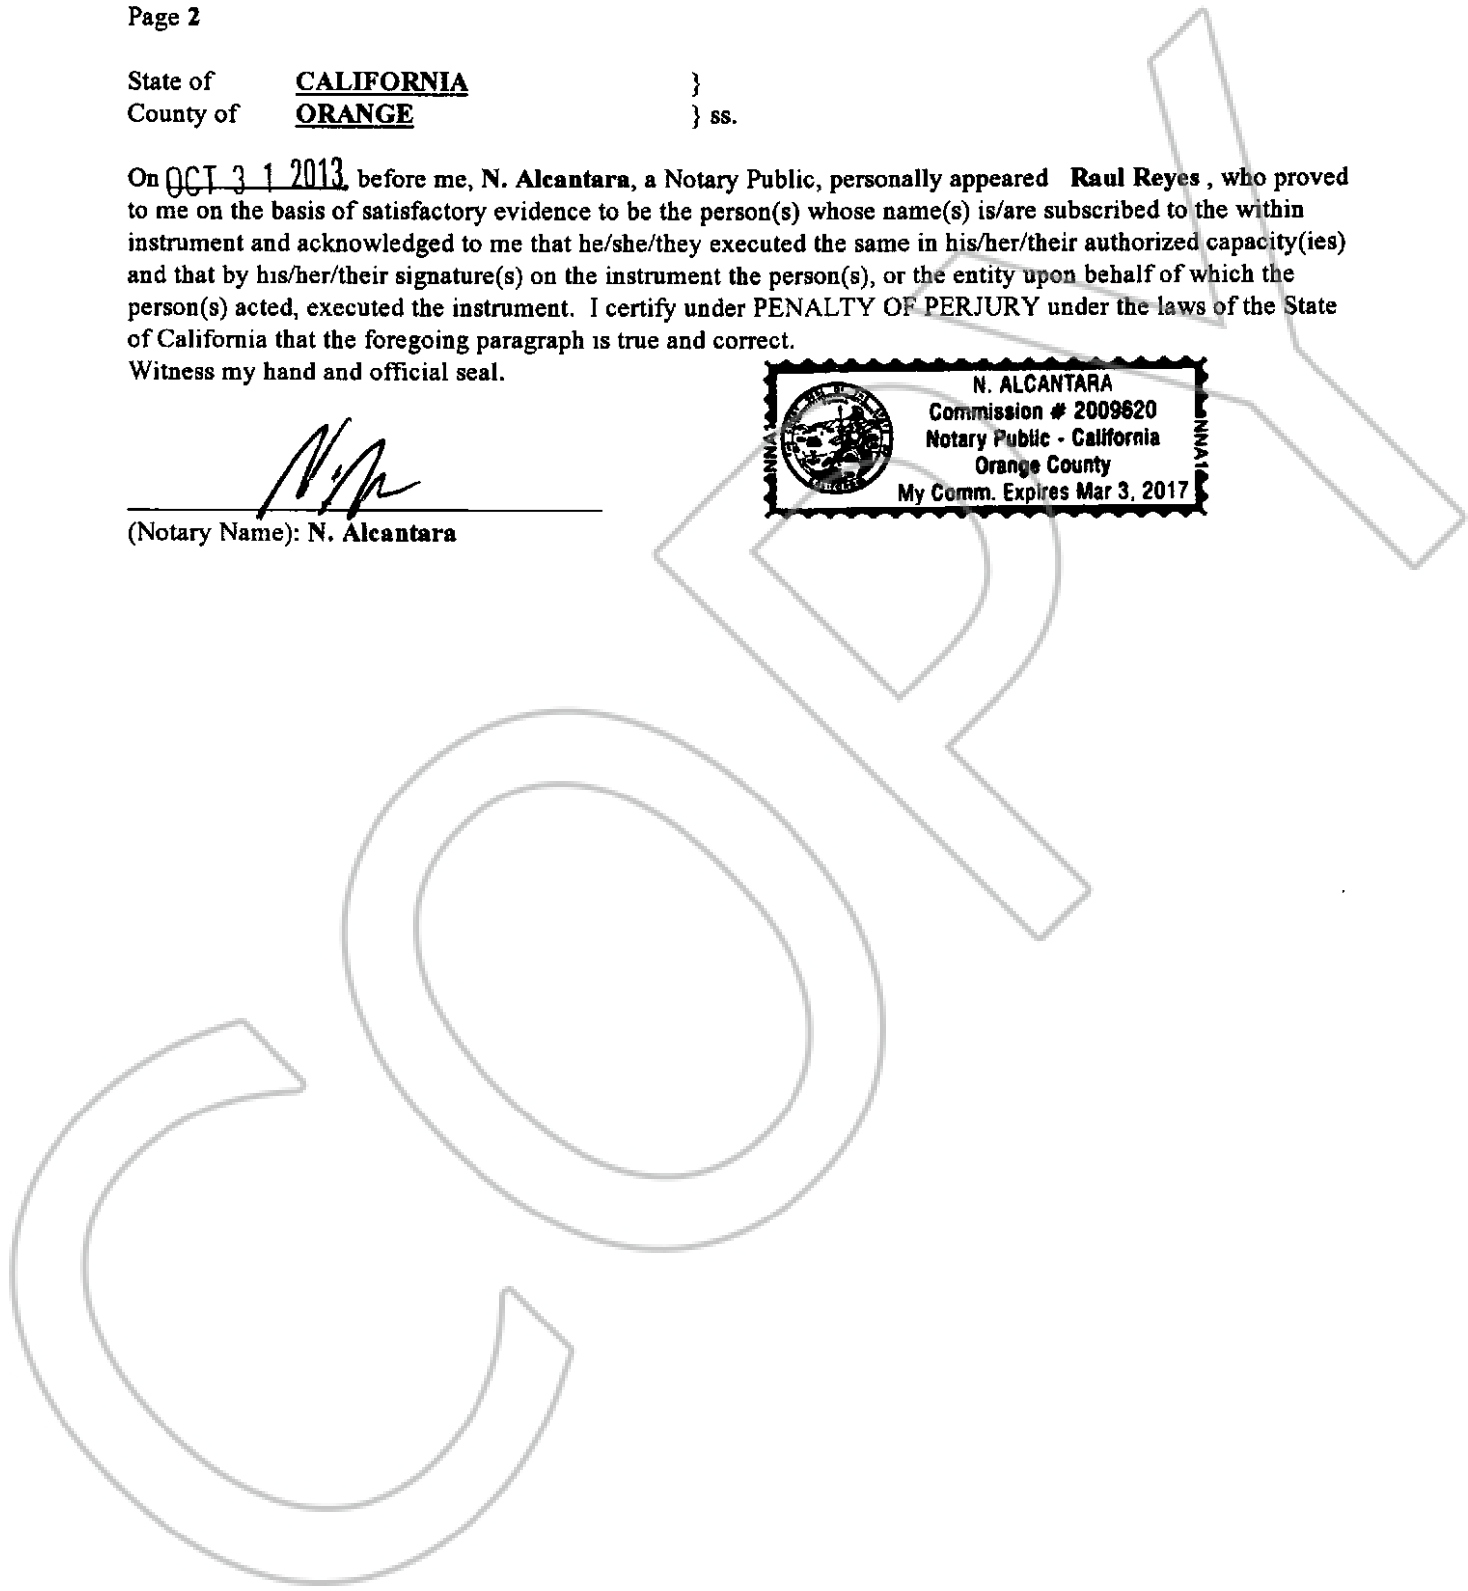 Page 2
State of CALIFORNIA }
County of ORANGE } ss.
On OCT 3 1 2013, before me, N. Alcantara, a Notary Public, personally appeared Raul Reyes , who proved
to me on the basis of satisfactory evidence to be the person(s) whose name(s) is/are subscribed to the within
instrument and acknowledged to me that he/she/they executed the same in his/her/their authorized capacity(ies)
and that by his/her/their signature(s) on the instrument the person(s), or the entity upon behalf of which the
person(s) acted, executed the instrument. I certify under PENALTY OF PERJURY under the laws of the State
of California that the foregoing paragraph is true and correct.
Witness my hand and official seal.
N. ALCANTARA
Commission # 2009620
Notary Public - California
Orange County
My Comm. Expires Mar 3, 2017
NNA1
NNA1
(Notary Name): N. Alcantara
COPY